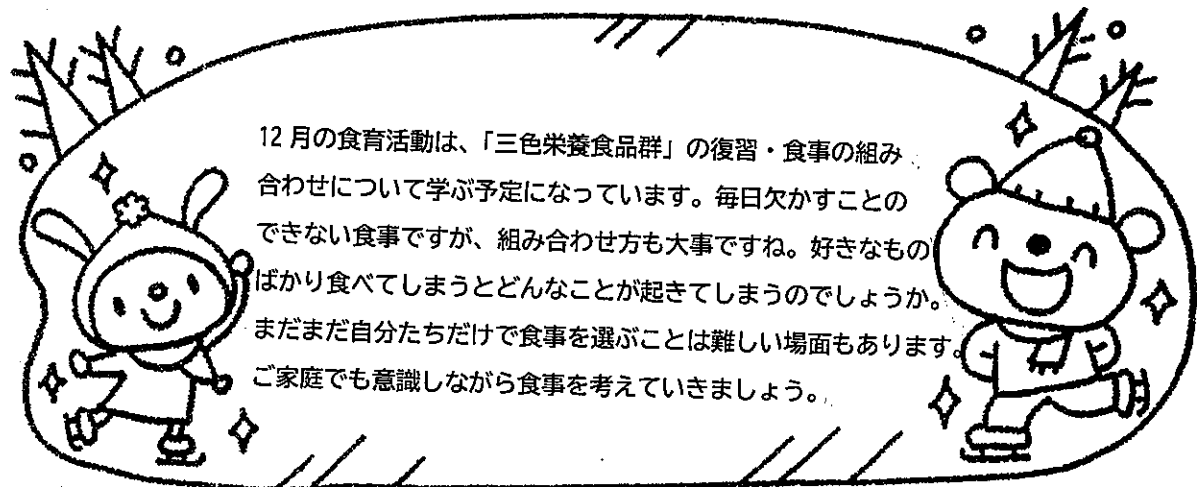 12 月の食育活動は、「三色栄養食品群」の復習・食事の組み
合わせについて学ぶ予定になっています。毎日欠かすことの
できない食事ですが、組み合わせ方も大事ですね。好きなもの
ばかり食べてしまうとどんなことが起きてしまうのでしょうか。
まだまだ自分たちだけで食事を選ぶことは難しい場面もあります。
ご家庭でも意識しながら食事を考えていきましょう。